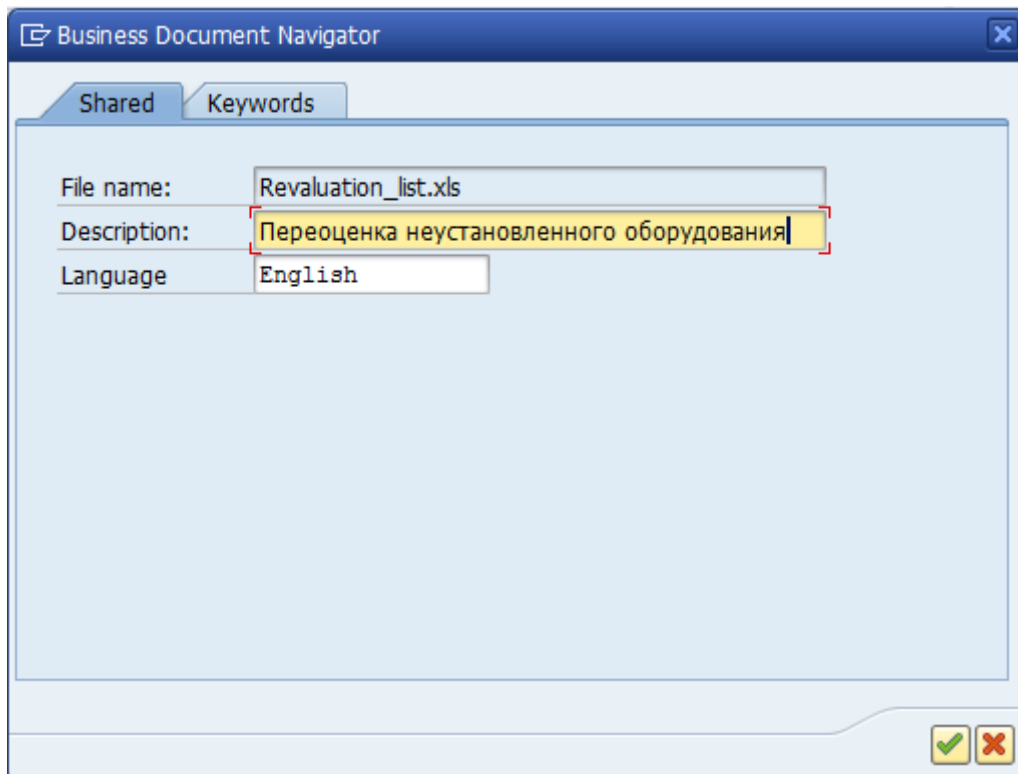 Business Document Navigator
Shared Keywords
File name: Revaluation_list.xls
Description: Переоценка неустановленного оборудования
Language English